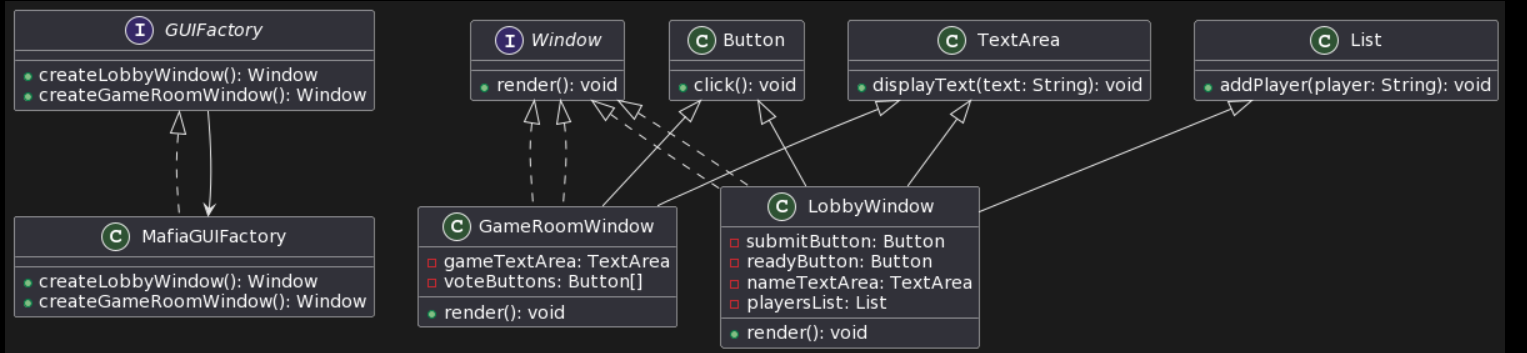 I GUIFactory
createLobbyWindow(): Window
createGameRoomWindow(): Window
I Window
render(): void
C Button
click(): void
C TextArea
displayText(text: String): void
C List
addPlayer(player: String): void
C MafiaGUIFactory
createLobbyWindow(): Window
createGameRoomWindow(): Window
C GameRoomWindow
gameTextArea: TextArea
voteButtons: Button[]
render(): void
C LobbyWindow
submitButton: Button
readyButton: Button
nameTextArea: TextArea
playersList: List
render(): void